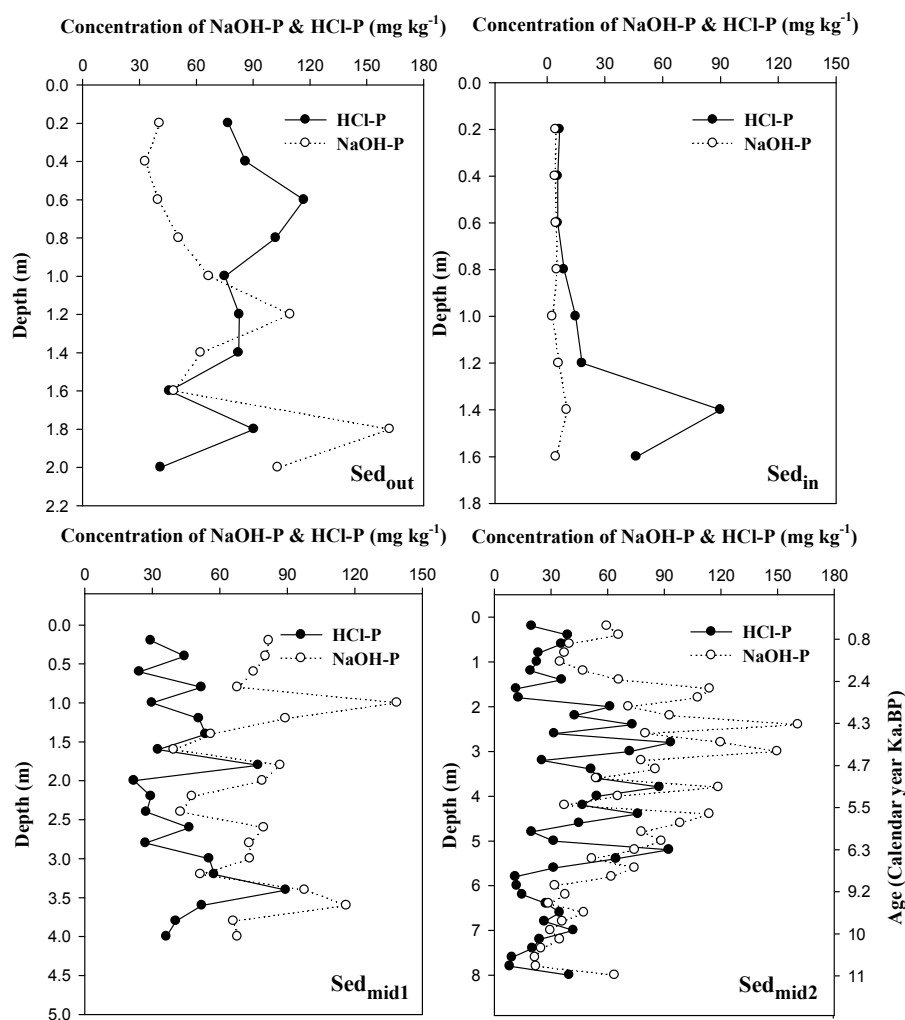 Concentration of NaOH-P & HCl-P (mg kg⁻¹)
30 60 90 120 150 180
0.0
0.2
0.4
0.6
0.8
1.0
1.2
1.4
1.6
1.8
2.0
2.2
Depth (m)
HCl-P
NaOH-P
Sed out
Concentration of NaOH-P & HCl-P (mg kg⁻¹)
0 30 60 90 120 150
0.0
0.2
0.4
0.6
0.8
1.0
1.2
1.4
1.6
1.8
Depth (m)
HCl-P
NaOH-P
Sed in
Concentration of NaOH-P & HCl-P (mg kg⁻¹)
0 30 60 90 120 150
0.0
0.5
1.0
1.5
2.0
2.5
3.0
3.5
4.0
4.5
5.0
Depth (m)
HCl-P
NaOH-P
Sed mid1
Concentration of NaOH-P & HCl-P (mg kg⁻¹)
0 30 60 90 120 150 180
0
1
2
3
4
5
6
7
8
Depth (m)
HCl-P
NaOH-P
0.8
2.4
4.3
4.7
5.5
6.3
9.2
10
11
Age (Calendar year Ka.BP)
Sed mid2